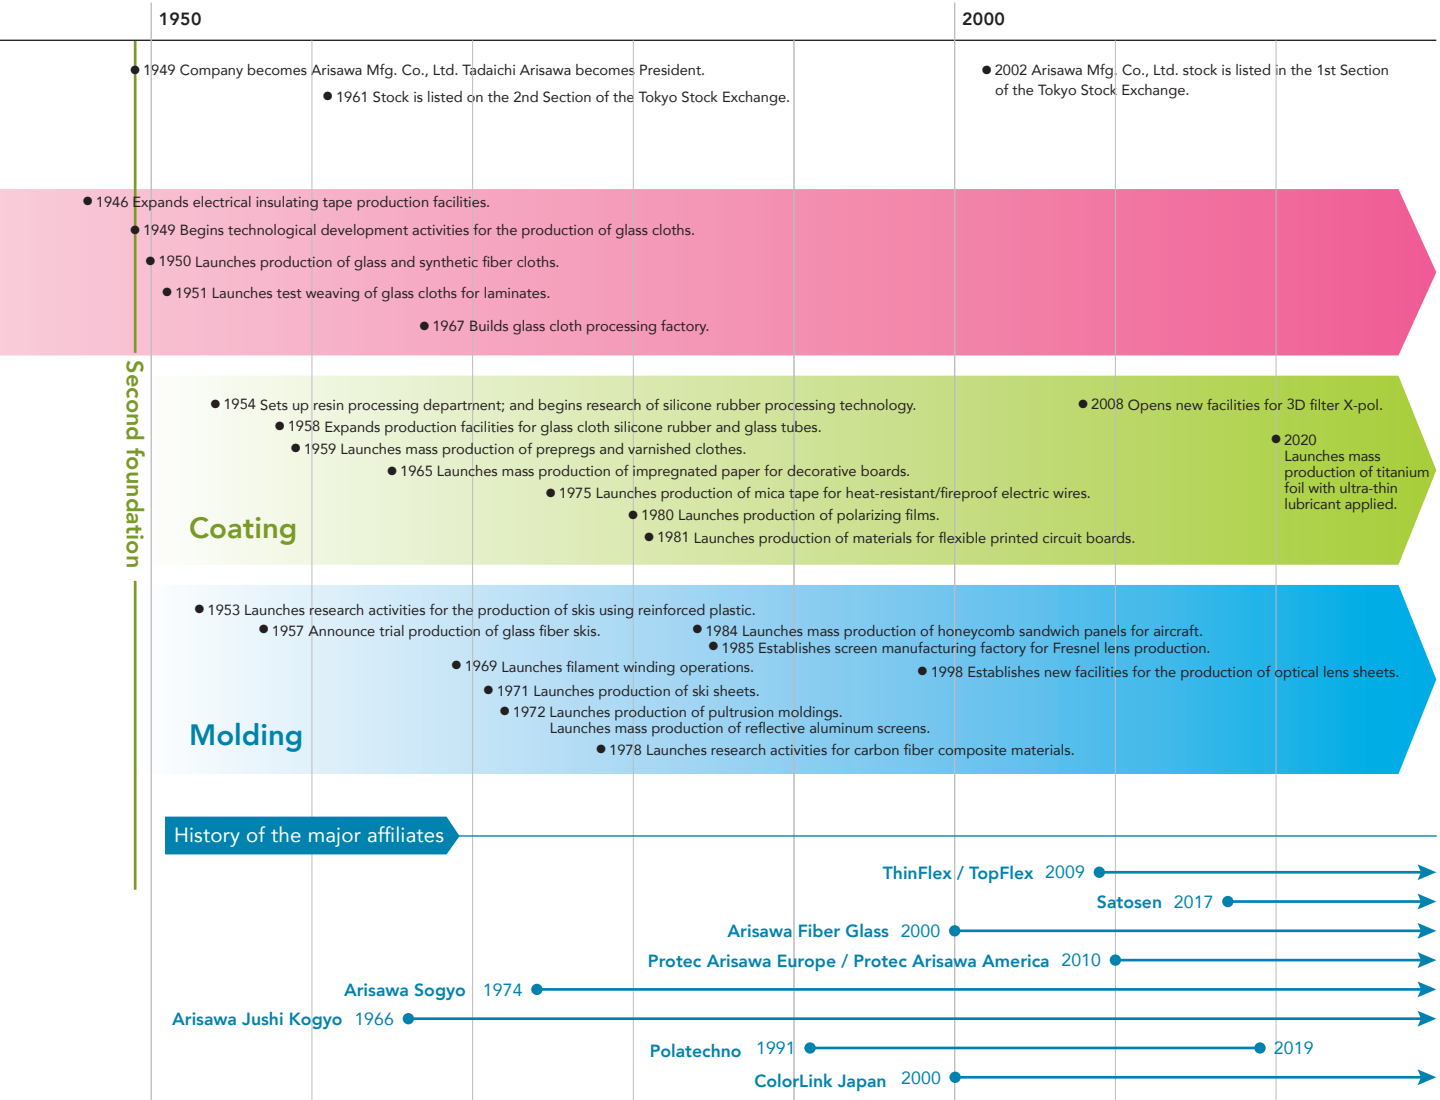 1950
2000
1949 Company becomes Arisawa Mfg. Co., Ltd. Tadaichi Arisawa becomes President.
1961 Stock is listed on the 2nd Section of the Tokyo Stock Exchange.
2002 Arisawa Mfg. Co., Ltd. stock is listed in the 1st Section
of the Tokyo Stock Exchange.
1946 Expands electrical insulating tape production facilities.
1949 Begins technological development activities for the production of glass cloths.
1950 Launches production of glass and synthetic fiber cloths.
1951 Launches test weaving of glass cloths for laminates.
1967 Builds glass cloth processing factory.
Second foundation
1954 Sets up resin processing department; and begins research of silicone rubber processing technology.
1958 Expands production facilities for glass cloth silicone rubber and glass tubes.
1959 Launches mass production of prepregs and varnished clothes.
1965 Launches mass production of impregnated paper for decorative boards.
1975 Launches production of mica tape for heat-resistant/fireproof electric wires.
1980 Launches production of polarizing films.
1981 Launches production of materials for flexible printed circuit boards.
2008 Opens new facilities for 3D filter X-pol.
2020
Launches mass
production of titanium
foil with ultra-thin
lubricant applied.
Coating
1953 Launches research activities for the production of skis using reinforced plastic.
1957 Announce trial production of glass fiber skis.
1984 Launches mass production of honeycomb sandwich panels for aircraft.
1985 Establishes screen manufacturing factory for Fresnel lens production.
1969 Launches filament winding operations.
1998 Establishes new facilities for the production of optical lens sheets.
1971 Launches production of ski sheets.
1972 Launches production of pultrusion moldings.
Launches mass production of reflective aluminum screens.
1978 Launches research activities for carbon fiber composite materials.
Molding
History of the major affiliates
ThinFlex / TopFlex 2009
Satosen 2017
Arisawa Fiber Glass 2000
Protec Arisawa Europe / Protec Arisawa America 2010
Arisawa Sogyo 1974
Arisawa Jushi Kogyo 1966
Polatechno 1991 2019
ColorLink Japan 2000